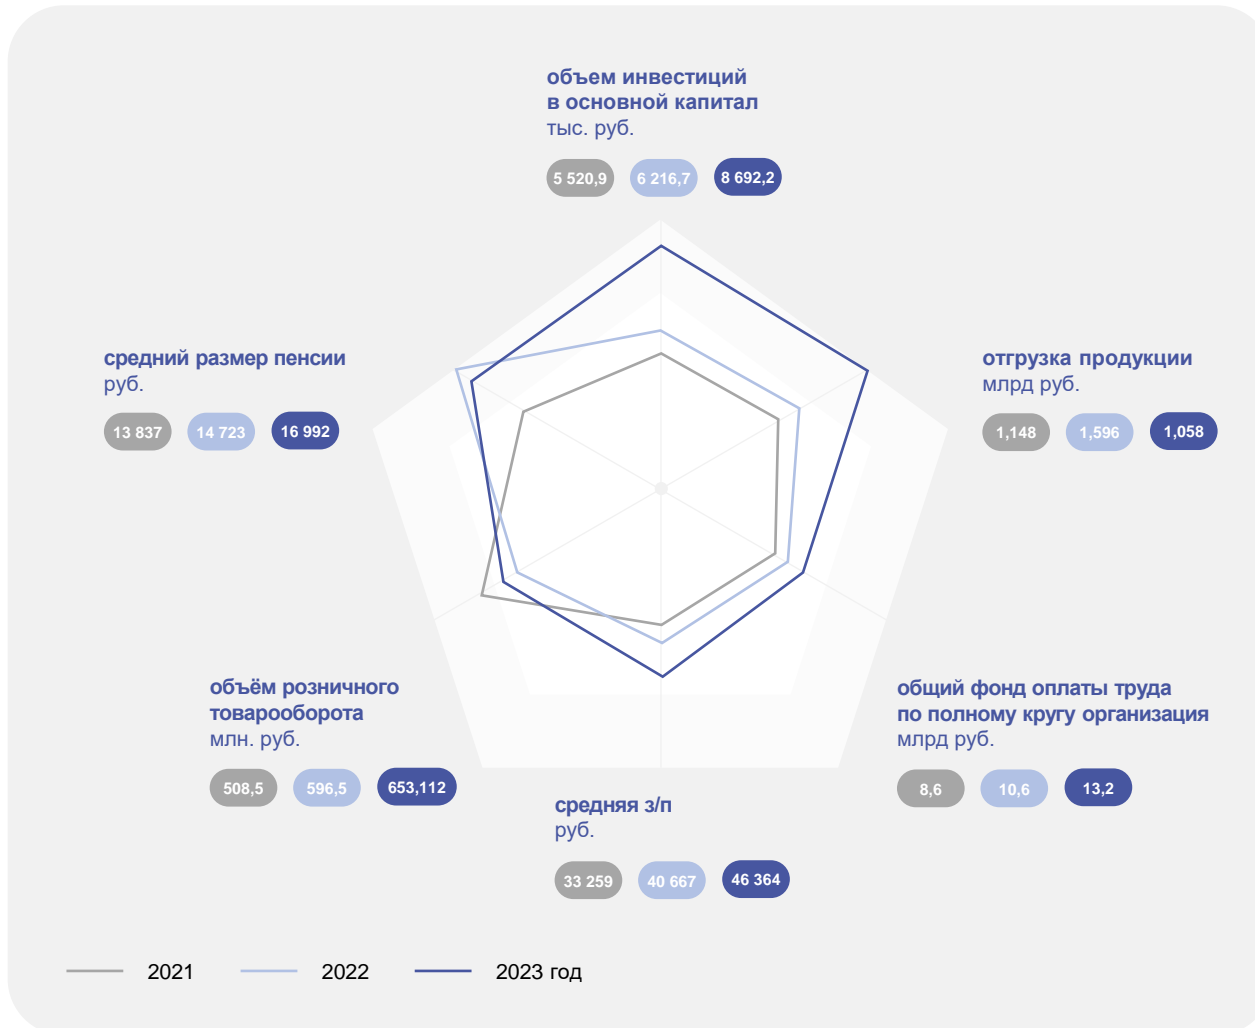 объем инвестиций
в основной капитал
тыс. руб.
5 520,9 6 216,7 8 692,2
средний размер пенсии
руб.
13 837 14 723 16 992
отгрузка продукции
млрд руб.
1,148 1,596 1,058
объём розничного
товарооборота
млн. руб.
508,5 596,5 653,112
общий фонд оплаты труда
по полному кругу организация
млрд руб.
8,6 10,6 13,2
средняя з/п
руб.
33 259 40 667 46 364
2021 2022 2023 год